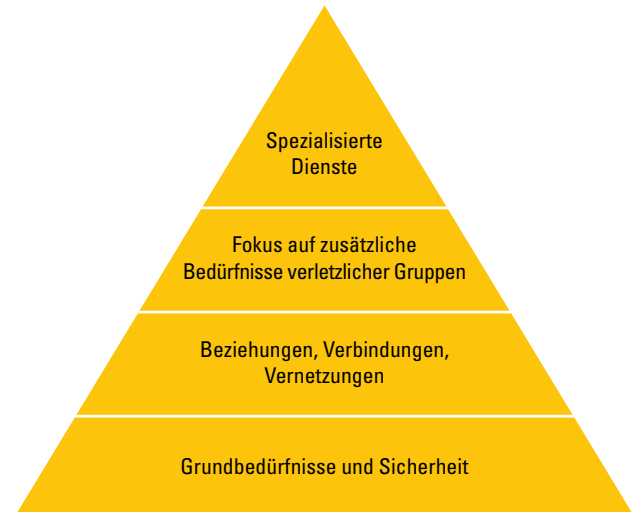 Spezialisierte
Dienste
Fokus auf zusätzliche
Bedürfnisse verletzlicher Gruppen
Beziehungen, Verbindungen,
Vernetzungen
Grundbedürfnisse und Sicherheit